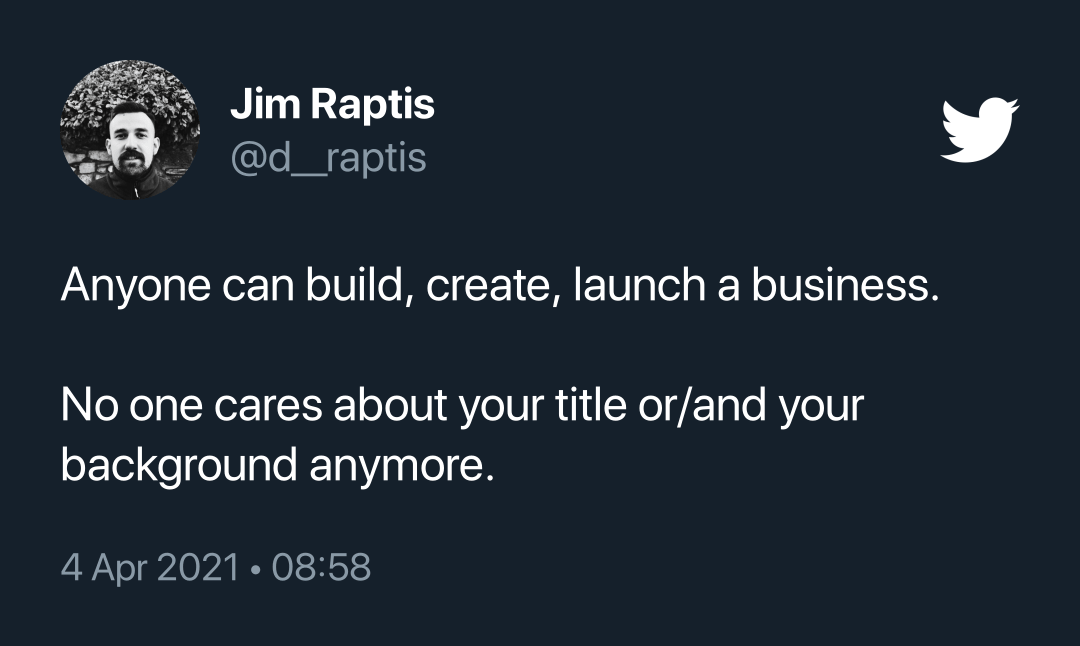 Jim Raptis
@d__raptis
Anyone can build, create, launch a business.
No one cares about your title or/and your
background anymore.
4 Apr 2021 • 08:58